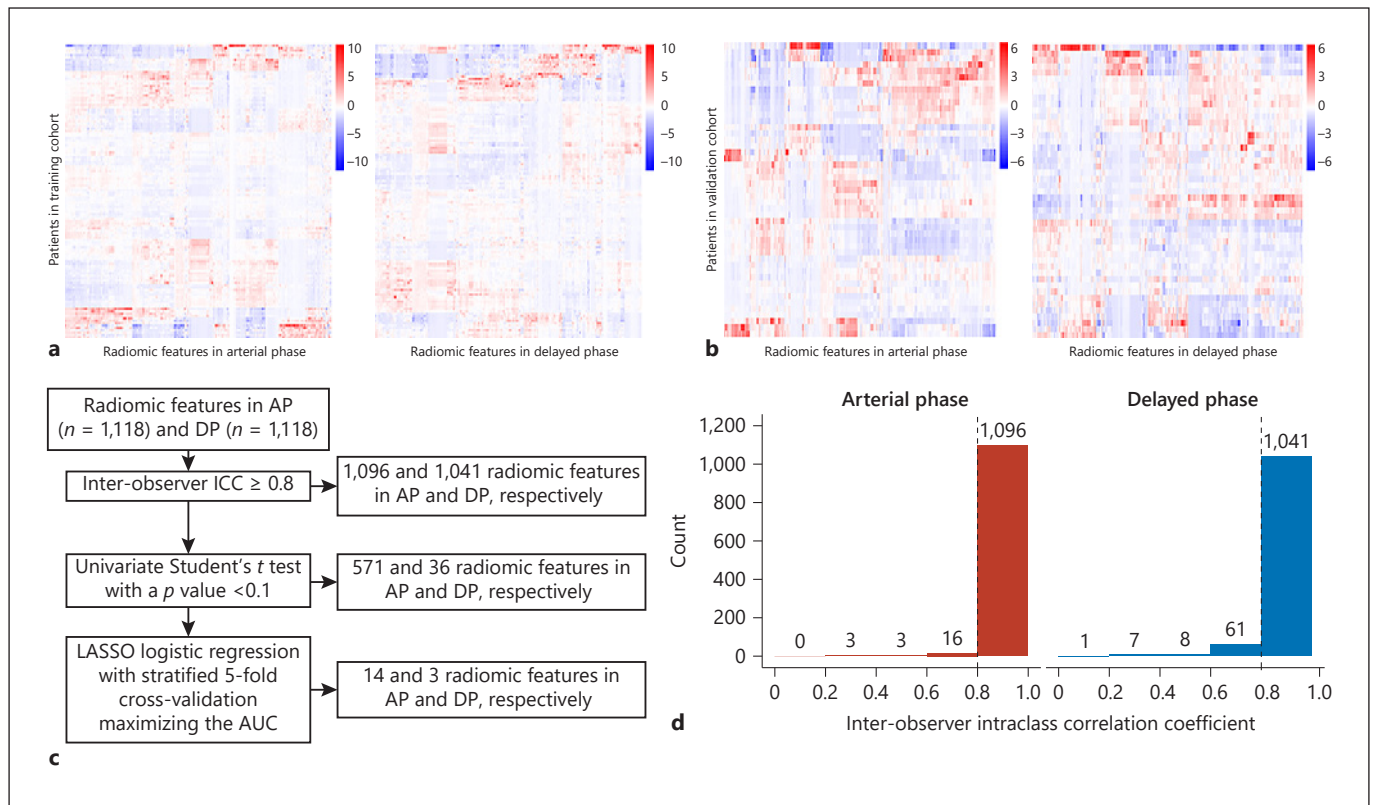 Patients in training cohort
10
5
0
−5
−10
10
5
0
−5
−10
a
Radiomic features in arterial phase
Radiomic features in delayed phase
Patients in validation cohort
6
3
0
−3
−6
6
3
0
−3
−6
b
Radiomic features in arterial phase
Radiomic features in delayed phase
Radiomic features in AP
(n = 1,118) and DP (n = 1,118)
Inter-observer ICC ≥ 0.8
1,096 and 1,041 radiomic features
in AP and DP, respectively
Univariate Student’s t test
with a p value <0.1
571 and 36 radiomic features in
AP and DP, respectively
LASSO logistic regression
with stratified 5-fold
cross-validation
maximizing the AUC
14 and 3 radiomic features in
AP and DP, respectively
c
Arterial phase
Delayed phase
Count
1,200
1,000
800
600
400
200
0
0 3 3 16 1,096
1 7 8 61 1,041
0 0.2 0.4 0.6 0.8 1.0
0 0.2 0.4 0.6 0.8 1.0
Inter-observer intraclass correlation coefficient
d